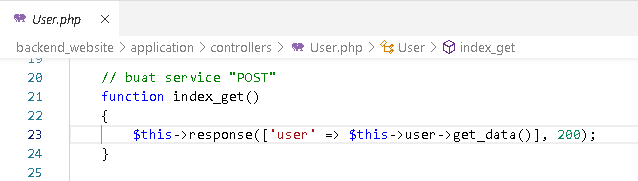 User.php
backend_website > application > controllers > User.php > User > index_get
19
20 // buat service "POST"
21 function index_get()
22 {
23 $this->response(['user' => $this->user->get_data()], 200);
24 }
25